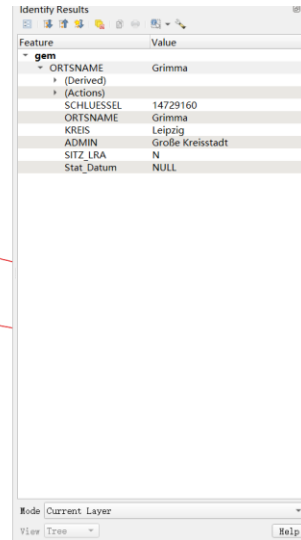 Identify Results
Feature Value
gem
ORTSNAME Grimma
(Derived)
(Actions)
SCHLUESSEL 14729160
ORTSNAME Grimma
KREIS Leipzig
ADMIN Große Kreisstadt
SITZ_LRA N
Stat_Datum NULL
Mode Current Layer
View Tree Help